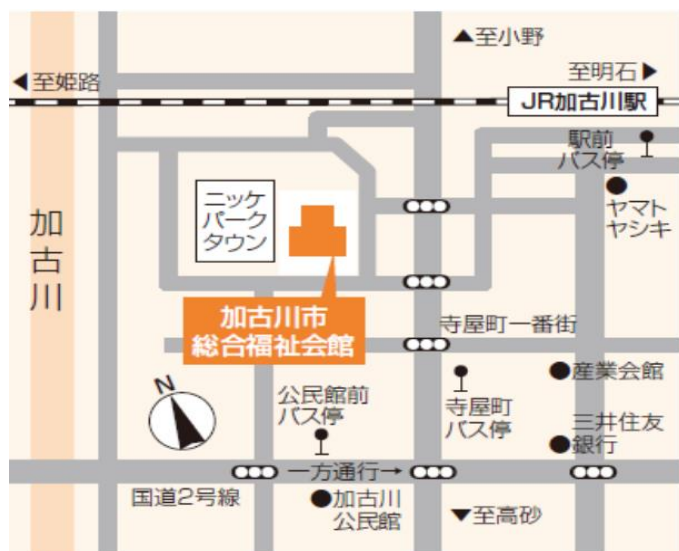 ▲至小野
◀至姫路
至明石▶
JR加古川駅
駅前
バス停
ヤマト
ヤシキ
ニッケ
パーク
タウン
加古川
加古川市
総合福祉会館
寺屋町一番街
N
公民館前
バス停
寺屋町
バス停
●産業会館
三井住友
●銀行
一方通行→
国道2号線
●加古川
公民館
▼至高砂